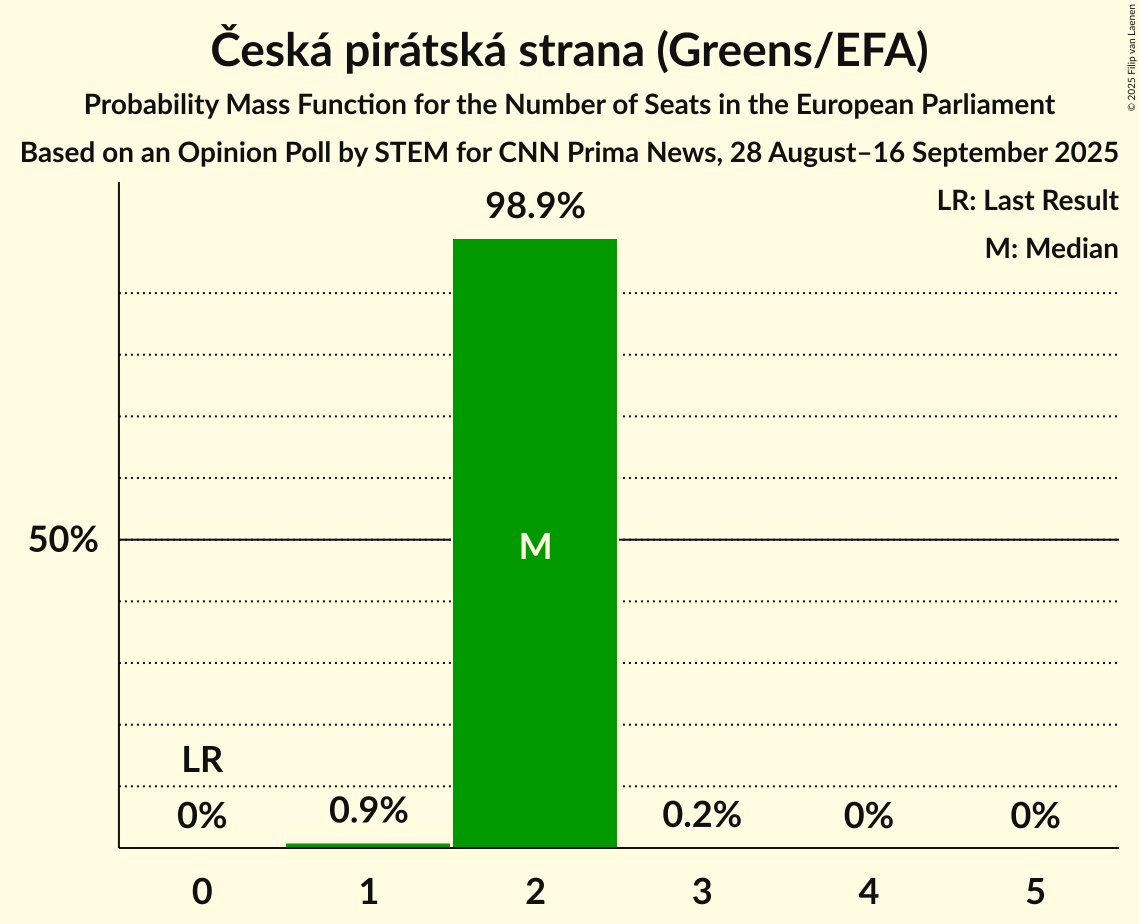 Česká pirátská strana (Greens/EFA)
Probability Mass Function for the Number of Seats in the European Parliament
Based on an Opinion Poll by STEM for CNN Prima News, 28 August–16 September 2025
© 2025 Filip van Laenen
LR: Last Result
M: Median
98.9%
50%
M
LR
0%
0.9%
0.2%
0%
0%
0 1 2 3 4 5